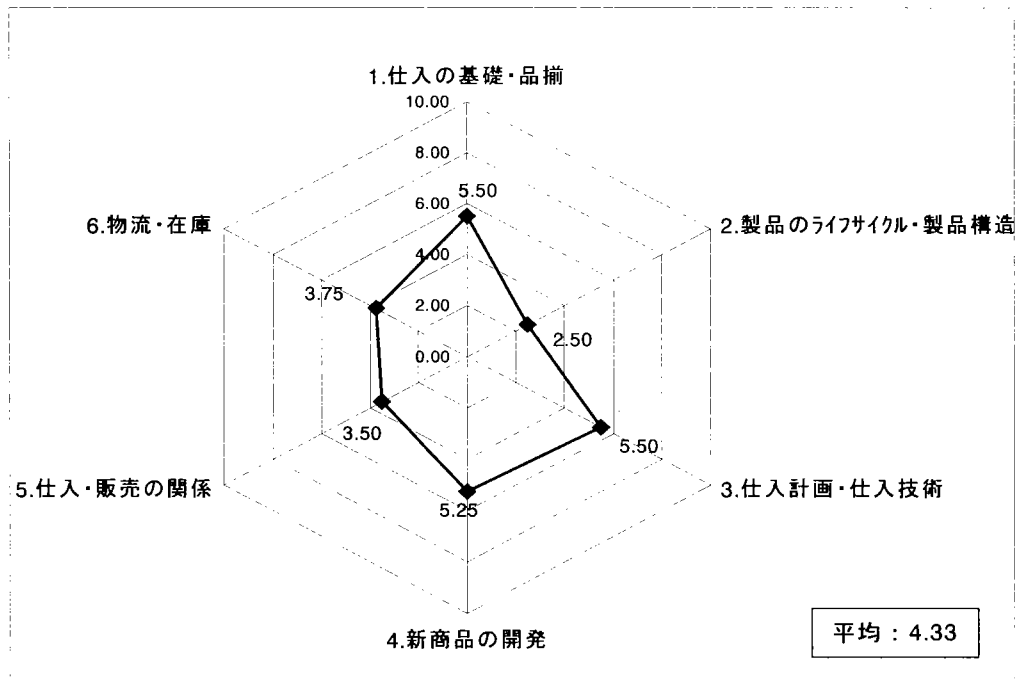 1.仕入の基礎・品揃
10.00
8.00
5.50
6.00
6.物流・在庫
2.製品のライフサイクル・製品構造
4.00
3.75
2.00
2.50
0.00
3.50
5.50
5.仕入・販売の関係
3.仕入計画・仕入技術
5.25
4.新商品の開発
平均：4.33